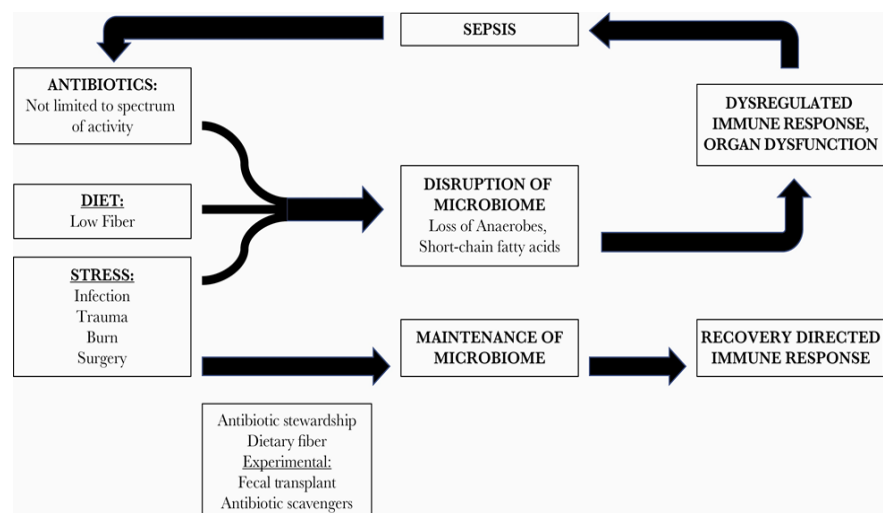 SEPSIS
ANTIBIOTICS:
Not limited to spectrum
of activity
DYSREGULATED
IMMUNE RESPONSE,
ORGAN DYSFUNCTION
DIET:
Low Fiber
DISRUPTION OF
MICROBIOME
Loss of Anaerobes,
Short-chain fatty acids
STRESS:
Infection
Trauma
Burn
Surgery
MAINTENANCE OF
MICROBIOME
RECOVERY DIRECTED
IMMUNE RESPONSE
Antibiotic stewardship
Dietary fiber
Experimental:
Fecal transplant
Antibiotic scavengers